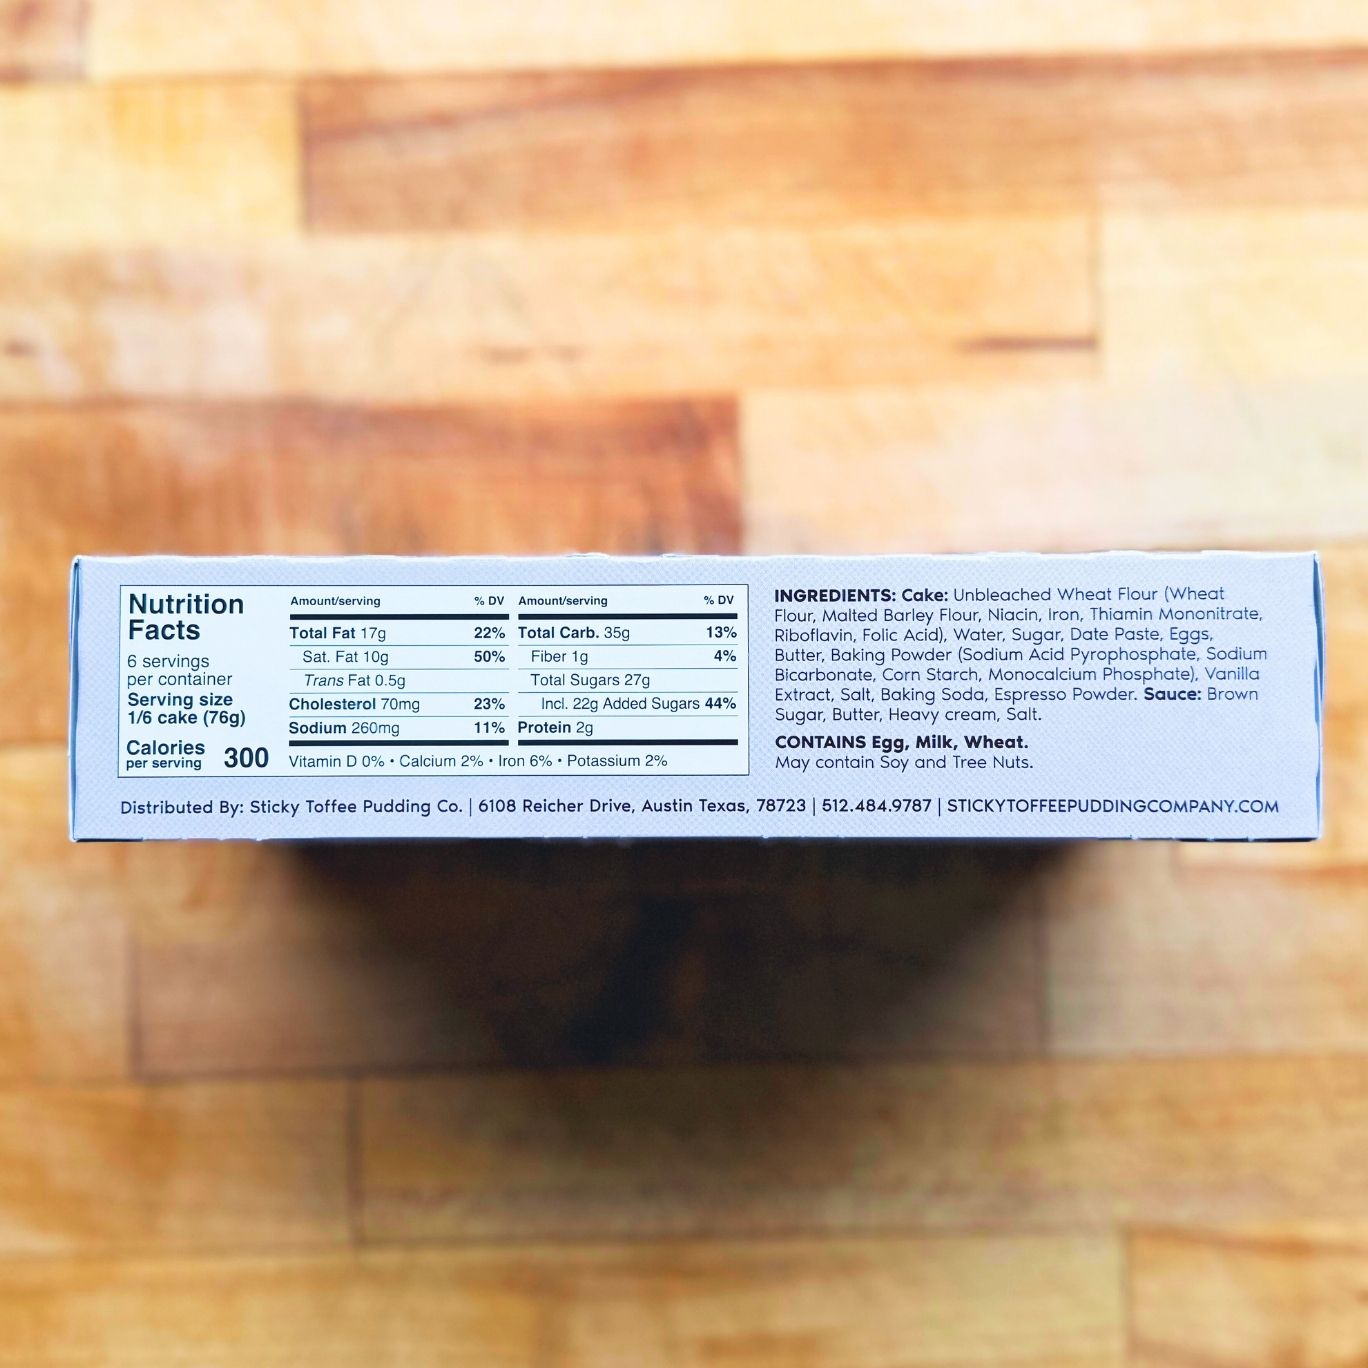 Nutrition
Facts
6 servings
per container
Serving size
1/6 cake (76g)
Calories
per serving 300
Amount/serving % DV
Total Fat 17g 22%
Sat. Fat 10g 50%
Trans Fat 0.5g
Cholesterol 70mg 23%
Sodium 260mg 11%
Amount/serving % DV
Total Carb. 35g 13%
Fiber 1g 4%
Total Sugars 27g
Incl. 22g Added Sugars 44%
Protein 2g
Vitamin D 0% • Calcium 2% • Iron 6% • Potassium 2%
INGREDIENTS: Cake: Unbleached Wheat Flour (Wheat
Flour, Malted Barley Flour, Niacin, Iron, Thiamin Mononitrate,
Riboflavin, Folic Acid), Water, Sugar, Date Paste, Eggs,
Butter, Baking Powder (Sodium Acid Pyrophosphate, Sodium
Bicarbonate, Corn Starch, Monocalcium Phosphate), Vanilla
Extract, Salt, Baking Soda, Espresso Powder. Sauce: Brown
Sugar, Butter, Heavy cream, Salt.
CONTAINS Egg, Milk, Wheat.
May contain Soy and Tree Nuts.
Distributed By: Sticky Toffee Pudding Co. | 6108 Reicher Drive, Austin Texas, 78723 | 512.484.9787 | STICKYTOFFEEPUDDINGCOMPANY.COM